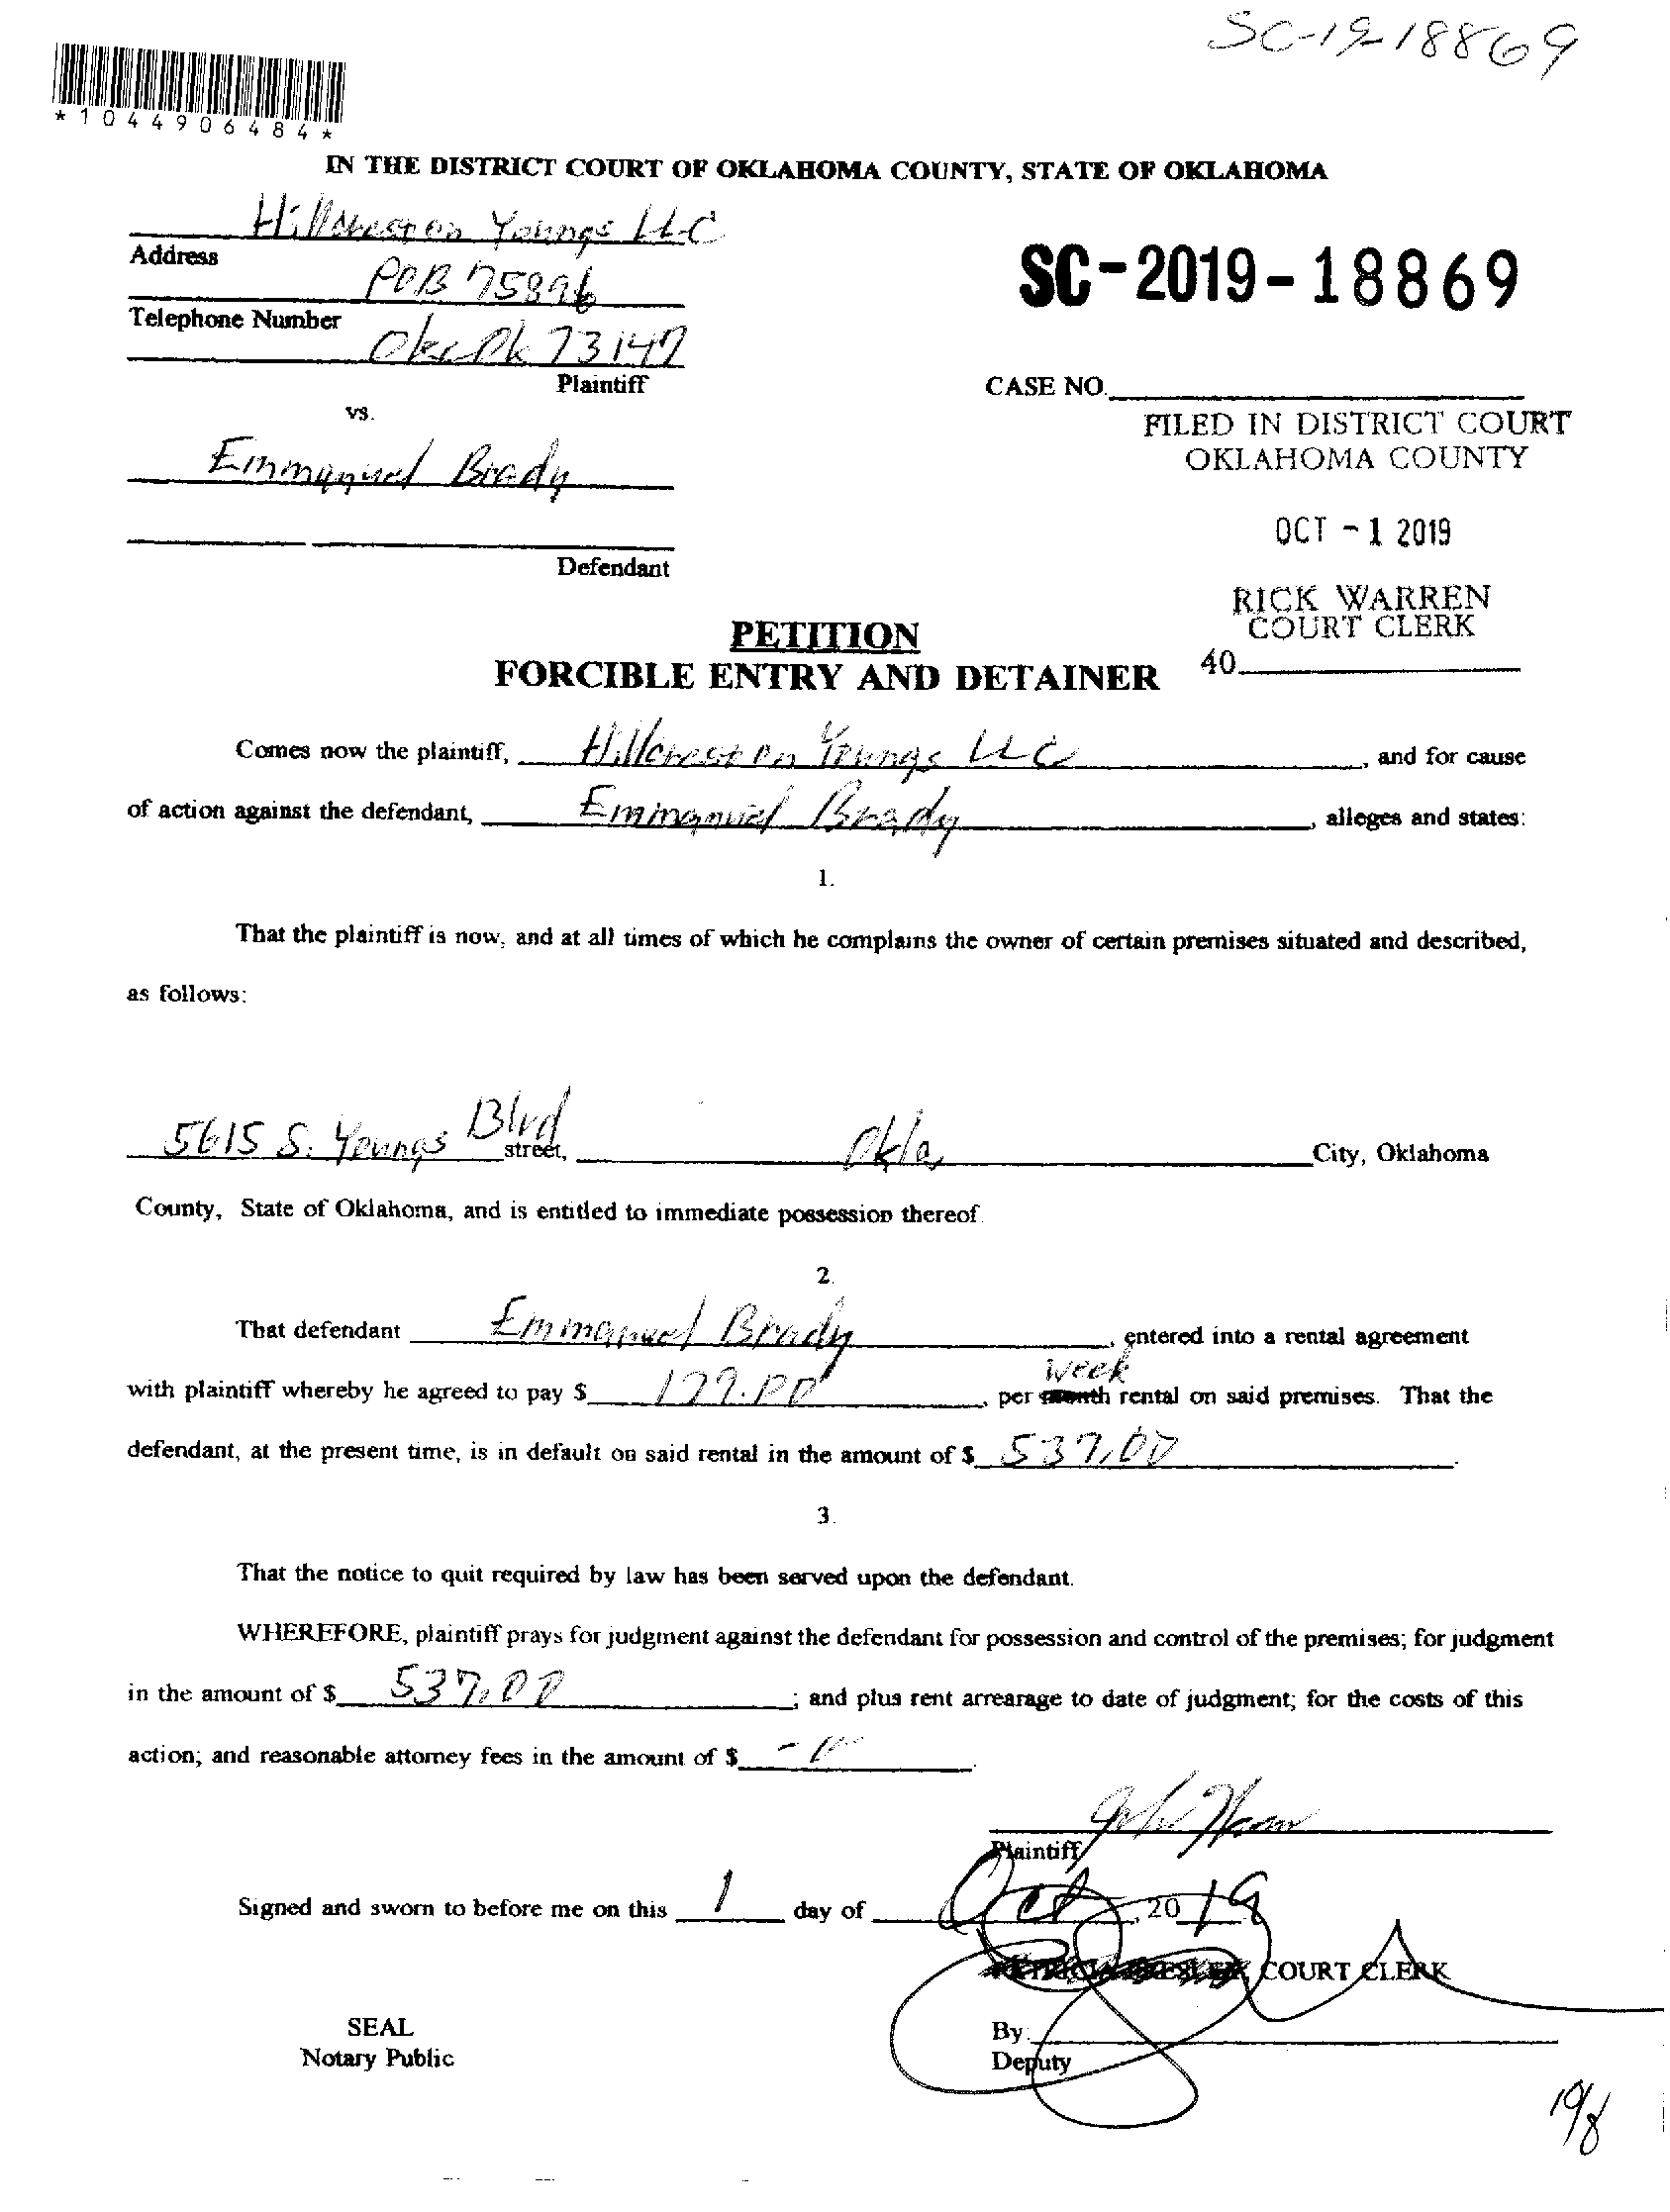 SC-19-18869
*1044906484*
IN THE DISTRICT COURT OF OKLAHOMA COUNTY, STATE OF OKLAHOMA
Hillcrest on Youngs LLC
Address
POB 75896
Telephone Number
Okc Ok 73147
Plaintiff
SC-2019-18869
CASE NO.
vs.
FILED IN DISTRICT COURT
OKLAHOMA COUNTY
Emmanuel Brady
OCT -1 2019
Defendant
RICK WARREN
COURT CLERK
40
PETITION
FORCIBLE ENTRY AND DETAINER
Comes now the plaintiff, Hillcrest on Youngs LLC, and for cause
of action against the defendant, Emmanuel Brady, alleges and states:
1.
That the plaintiff is now, and at all times of which he complains the owner of certain premises situated and described,
as follows:
5615 S. Youngs Blvd street, Okla City, Oklahoma
County, State of Oklahoma, and is entitled to immediate possession thereof.
2.
That defendant Emmanuel Brady, entered into a rental agreement
week
with plaintiff whereby he agreed to pay $ 179.00, per month rental on said premises. That the
defendant, at the present time, is in default on said rental in the amount of $ 537.00.
3.
That the notice to quit required by law has been served upon the defendant.
WHEREFORE, plaintiff prays for judgment against the defendant for possession and control of the premises; for judgment
in the amount of $ 537.00; and plus rent arrearage to date of judgment; for the costs of this
action; and reasonable attorney fees in the amount of $
Plaintiff
Signed and sworn to before me on this 1 day of Oct, 20 19
COURT CLERK
SEAL
Notary Public
By:
Deputy
10/8